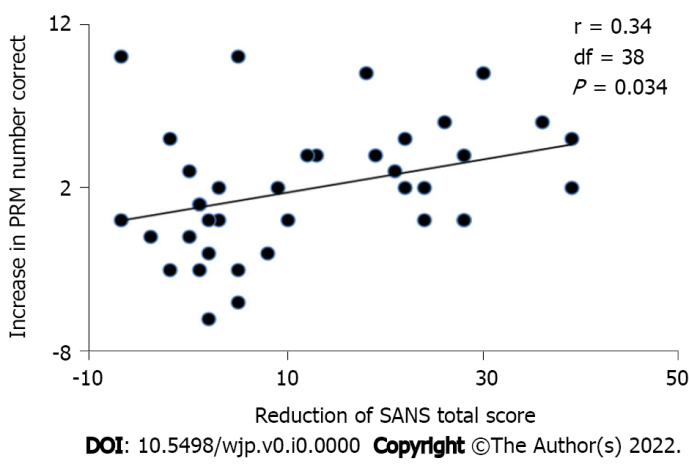 12
r = 0.34
df = 38
P = 0.034
Increase in PRM number correct
2
-8
-10 10 30 50
Reduction of SANS total score
DOI: 10.5498/wjp.v0.i0.0000 Copyright ©The Author(s) 2022.